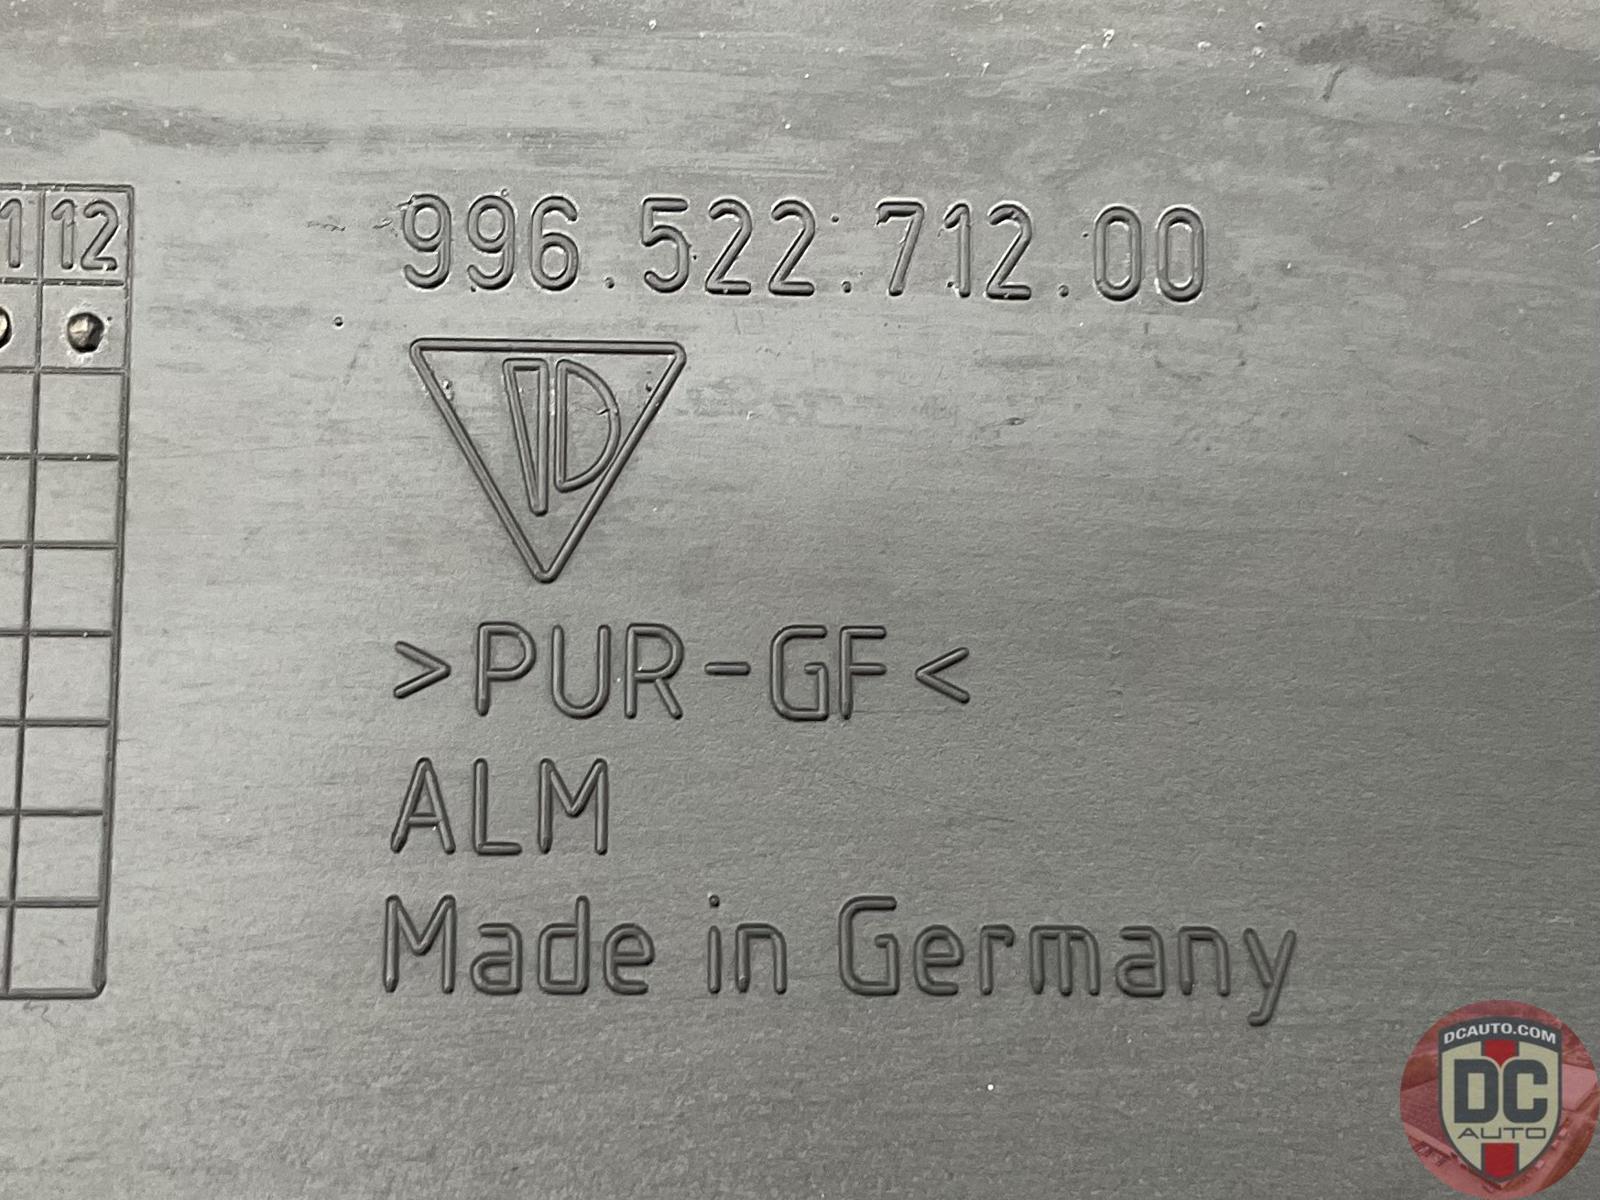 996.522.712.00
1 12
>PUR-GF<
ALM
Made in Germany
DCAUTO.COM
DC
AUTO